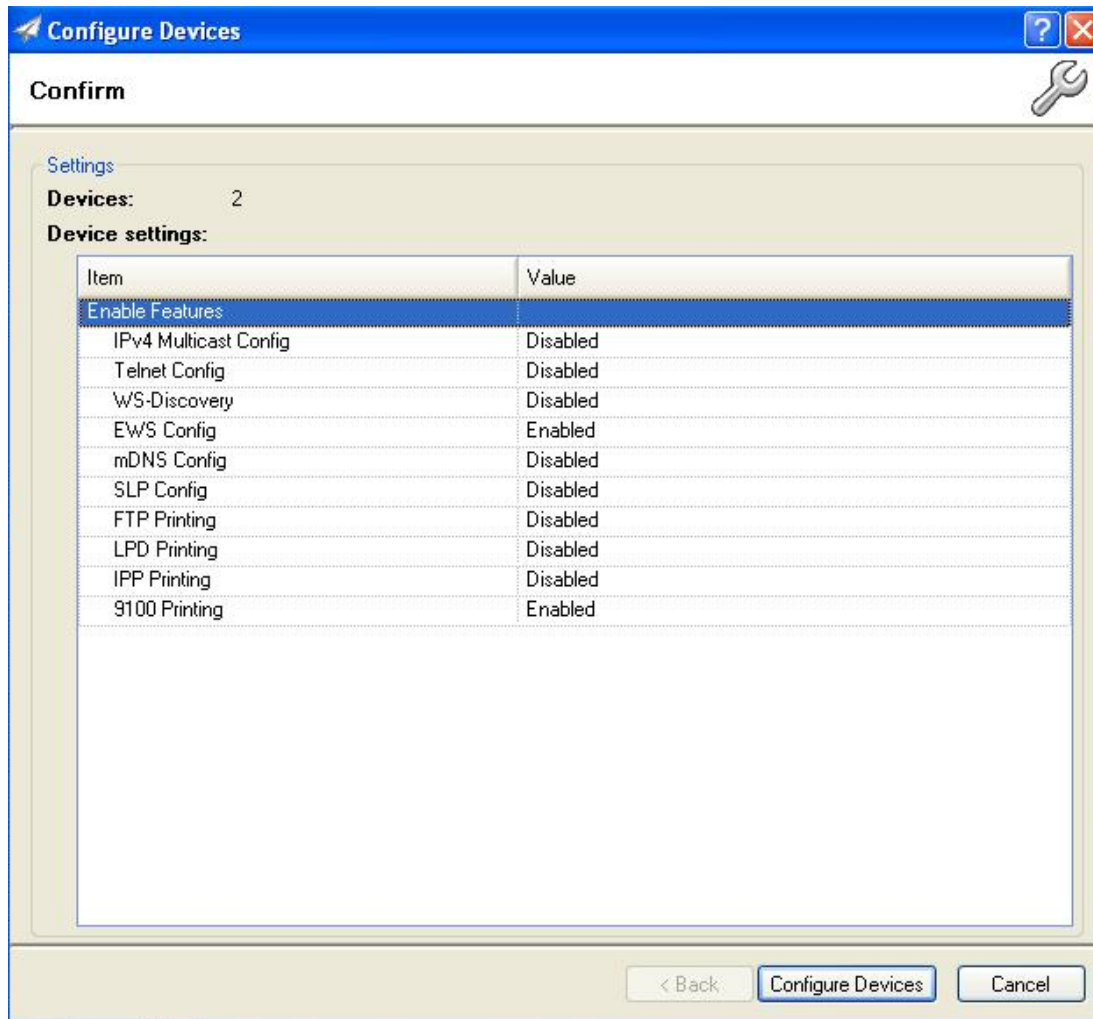 Configure Devices
Confirm
Settings
Devices: 2
Device settings:
Item Value
Enable Features
IPv4 Multicast Config Disabled
Telnet Config Disabled
WS-Discovery Disabled
EWS Config Enabled
mDNS Config Disabled
SLP Config Disabled
FTP Printing Disabled
LPD Printing Disabled
IPP Printing Disabled
9100 Printing Enabled
< Back Configure Devices Cancel